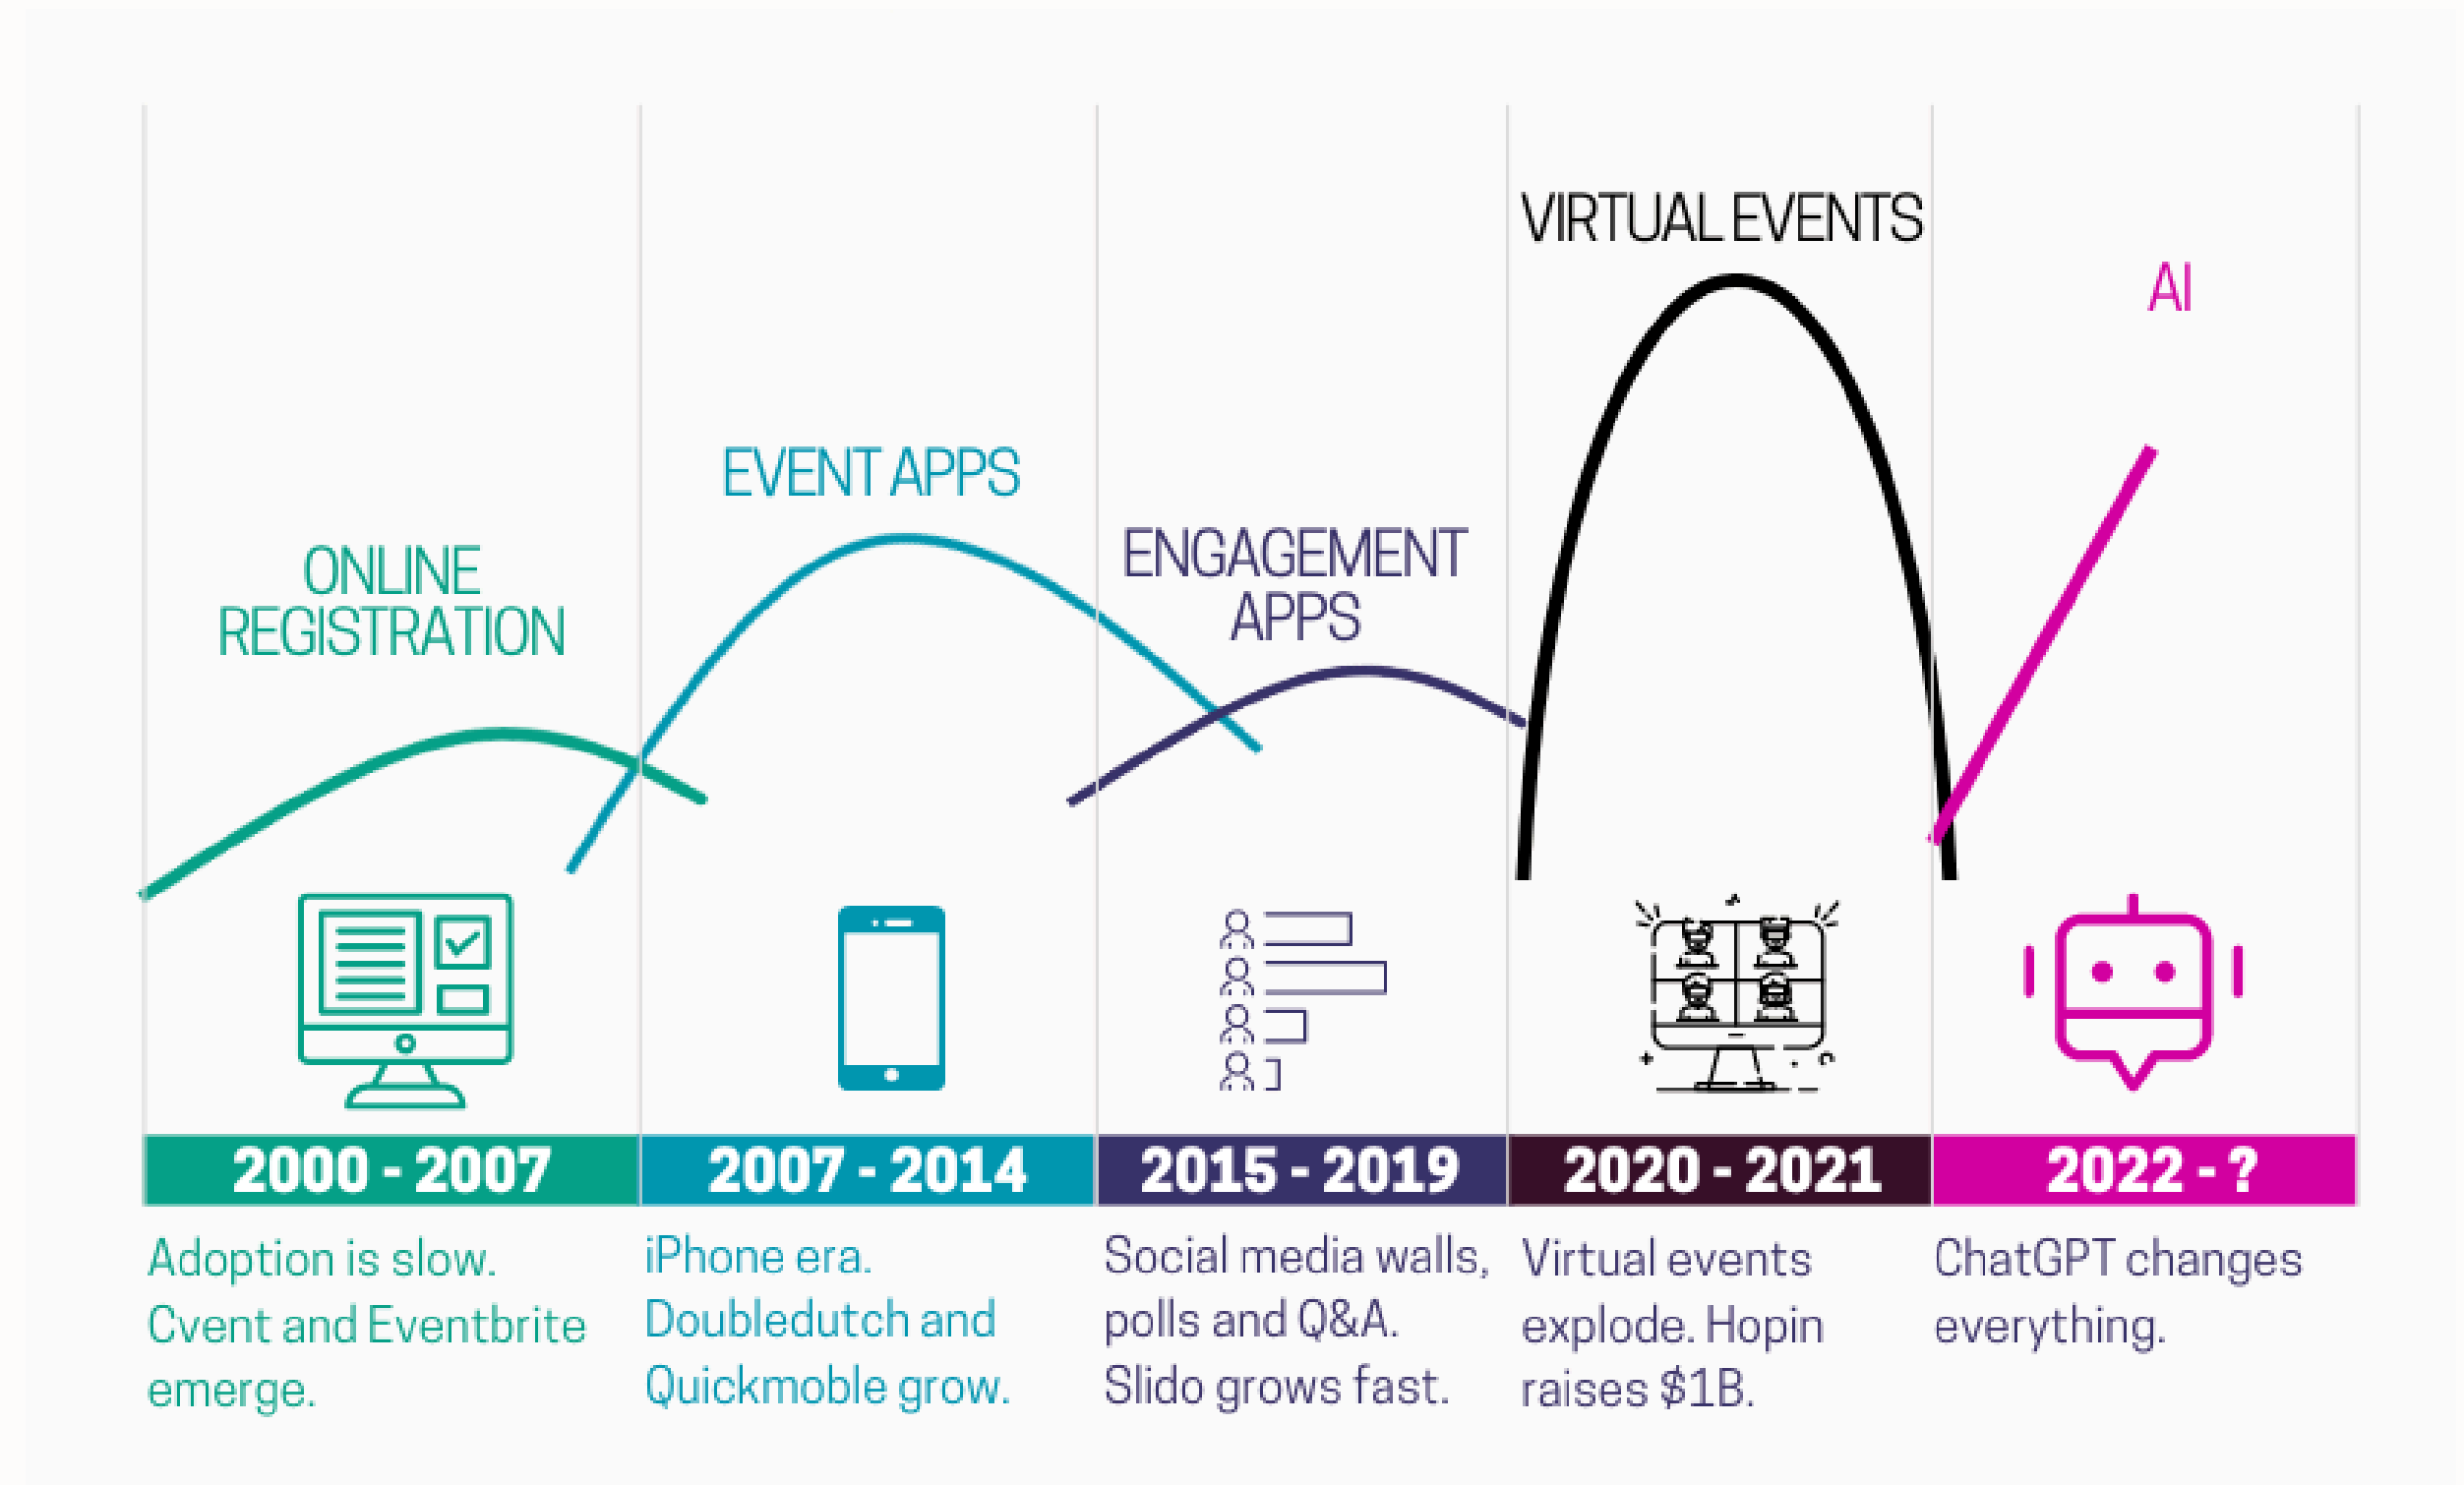 VIRTUAL EVENTS
AI
EVENT APPS
ENGAGEMENT
APPS
ONLINE
REGISTRATION
2000 - 2007
2007 - 2014
2015 - 2019
2020 - 2021
2022 - ?
Adoption is slow.
Cvent and Eventbrite
emerge.
iPhone era.
Doubledutch and
Quickmoble grow.
Social media walls,
polls and Q&A.
Slido grows fast.
Virtual events
explode. Hopin
raises $1B.
ChatGPT changes
everything.